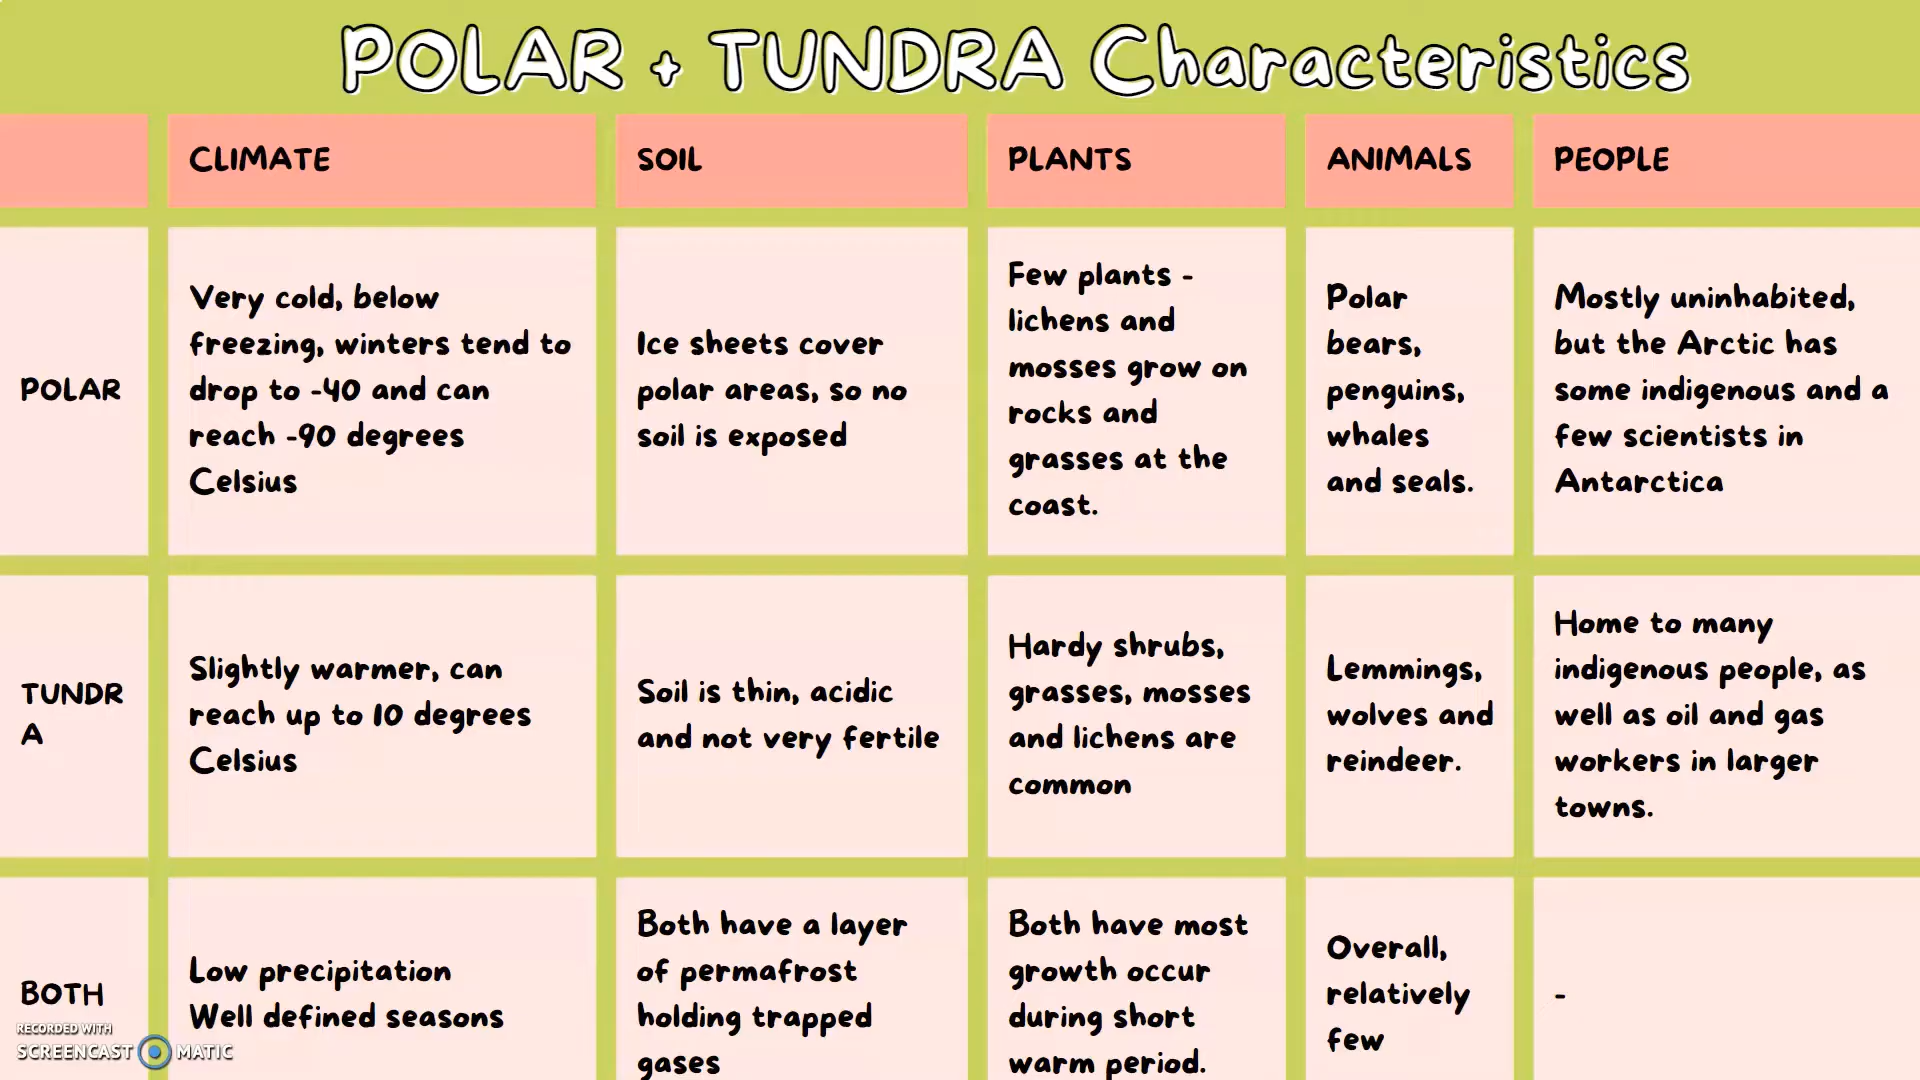 POLAR + TUNDRA Characteristics
CLIMATE
SOIL
PLANTS
ANIMALS
PEOPLE
POLAR
Very cold, below
freezing, winters tend to
drop to -40 and can
reach -90 degrees
Celsius
Ice sheets cover
polar areas, so no
soil is exposed
Few plants -
lichens and
mosses grow on
rocks and
grasses at the
coast.
Polar
bears,
penguins,
whales
and seals.
Mostly uninhabited,
but the Arctic has
some indigenous and a
few scientists in
Antarctica
TUNDR
A
Slightly warmer, can
reach up to 10 degrees
Celsius
Soil is thin, acidic
and not very fertile
Hardy shrubs,
grasses, mosses
and lichens are
common
Lemmings,
wolves and
reindeer.
Home to many
indigenous people, as
well as oil and gas
workers in larger
towns.
BOTH
Low precipitation
Well defined seasons
Both have a layer
of permafrost
holding trapped
gases
Both have most
growth occur
during short
warm period.
Overall,
relatively
few
-
RECORDED WITH
SCREENCAST MATIC